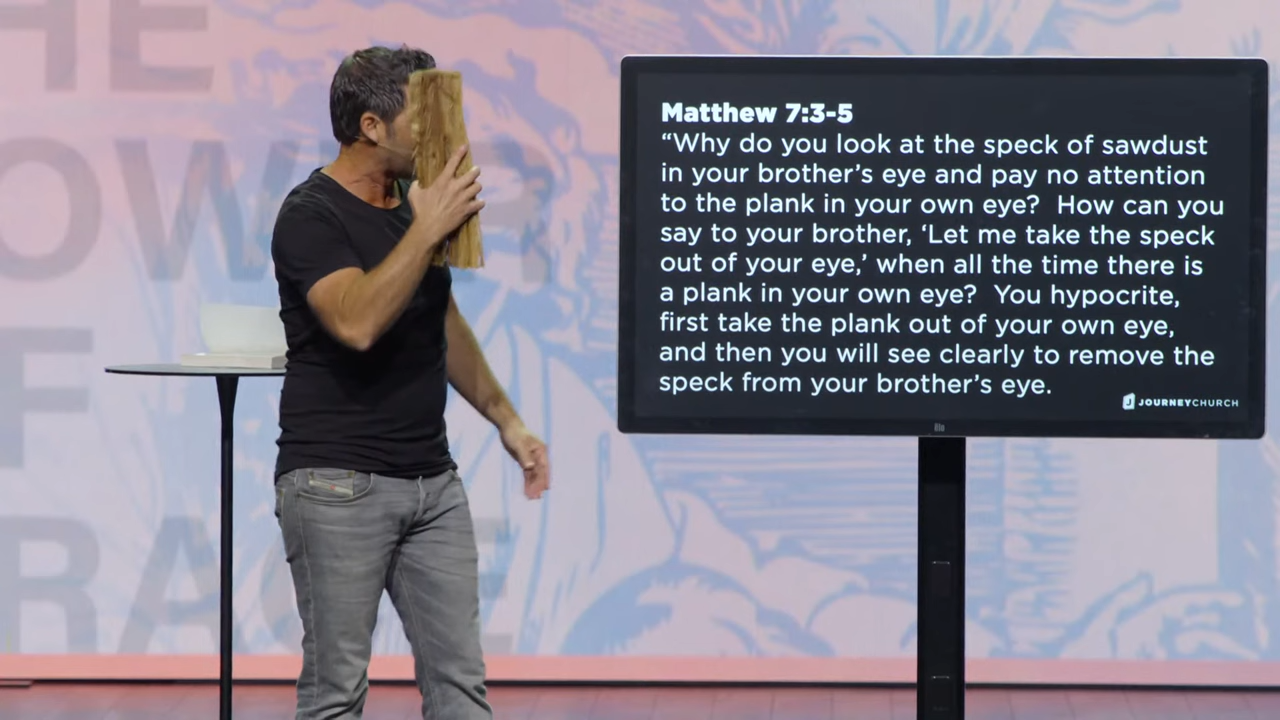 Matthew 7:3-5
“Why do you look at the speck of sawdust
in your brother’s eye and pay no attention
to the plank in your own eye?  How can you
say to your brother, ‘Let me take the speck
out of your eye,’ when all the time there is
a plank in your own eye?  You hypocrite,
first take the plank out of your own eye,
and then you will see clearly to remove the
speck from your brother’s eye.
JOURNEYCHURCH
Elo
HE
OWER
F
RACE